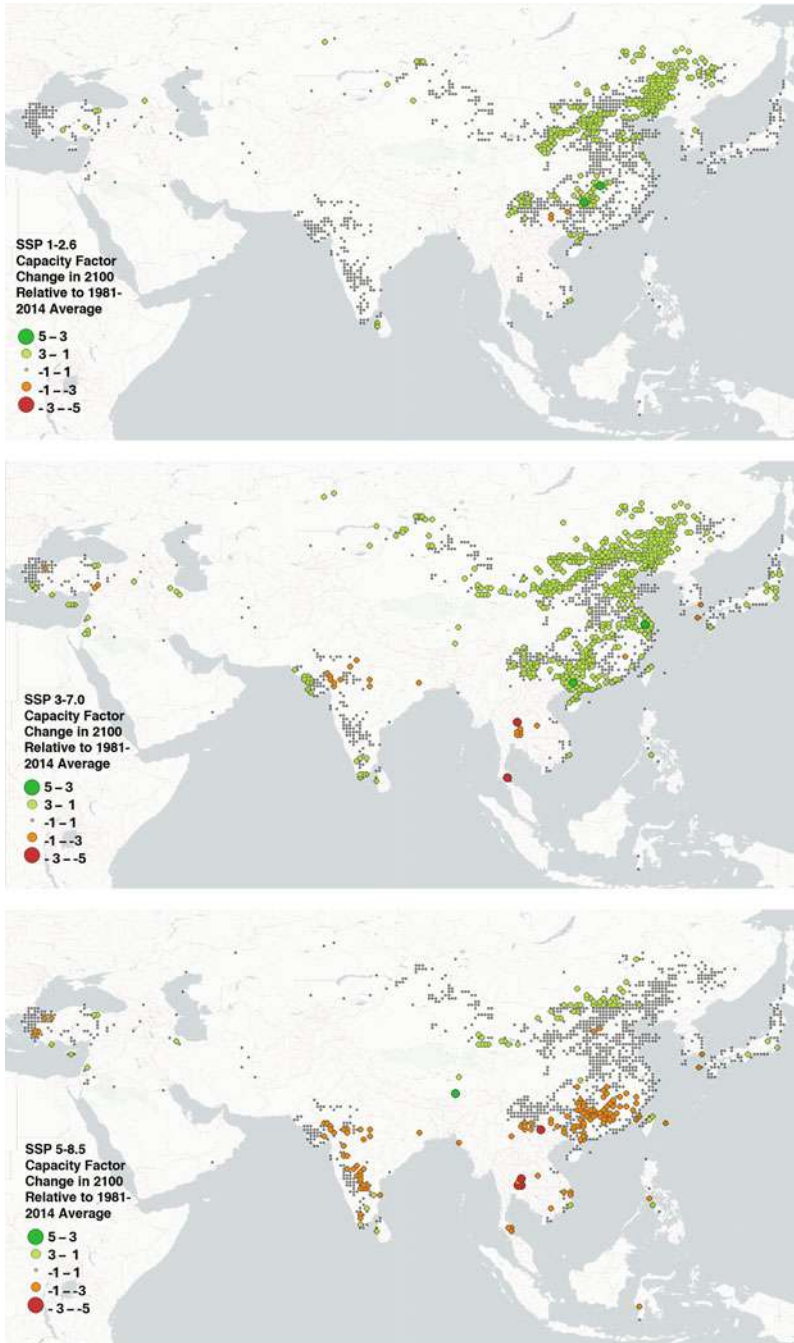 SSP 1-2.6
Capacity Factor
Change in 2100
Relative to 1981-
2014 Average
5 – 3
3 – 1
-1 – 1
-1 – -3
- 3 – -5
SSP 3-7.0
Capacity Factor
Change in 2100
Relative to 1981-
2014 Average
5 – 3
3 – 1
-1 – 1
-1 – -3
- 3 – -5
SSP 5-8.5
Capacity Factor
Change in 2100
Relative to 1981-
2014 Average
5 – 3
3 – 1
-1 – 1
-1 – -3
- 3 – -5